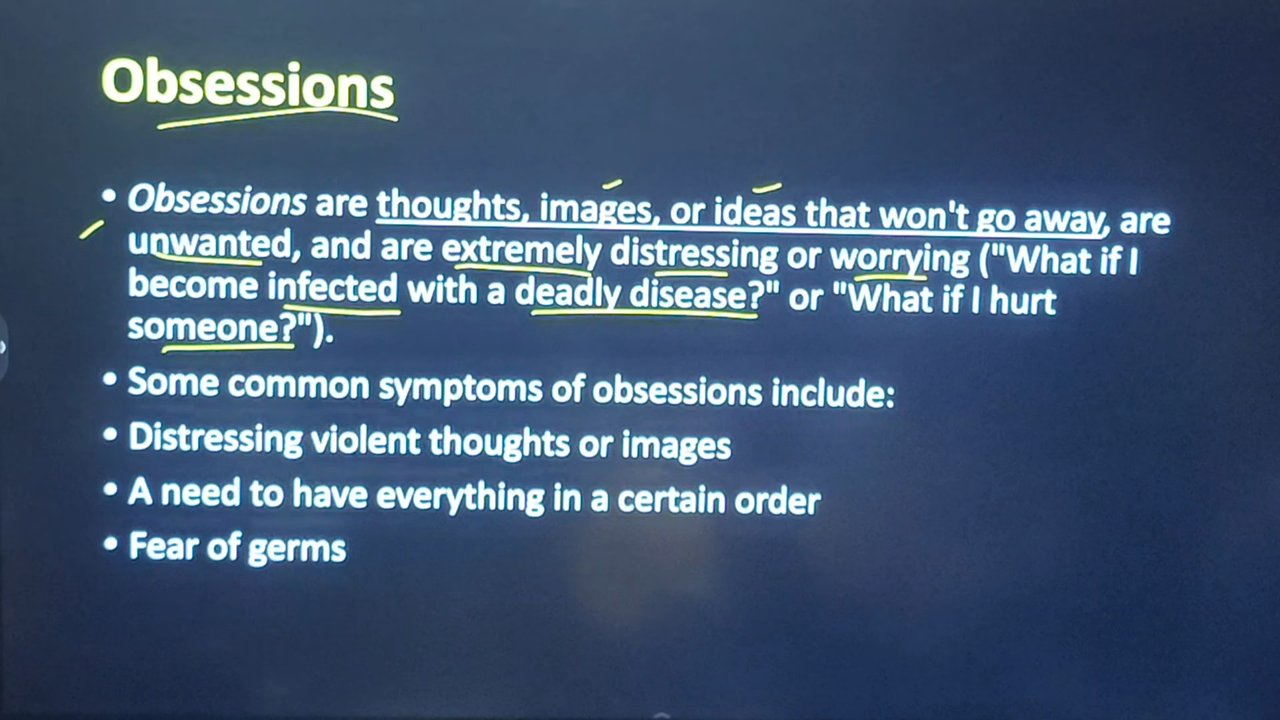 Obsessions
• Obsessions are thoughts, images, or ideas that won't go away, are
unwanted, and are extremely distressing or worrying ("What if I
become infected with a deadly disease?" or "What if I hurt
someone?").
• Some common symptoms of obsessions include:
• Distressing violent thoughts or images
• A need to have everything in a certain order
• Fear of germs